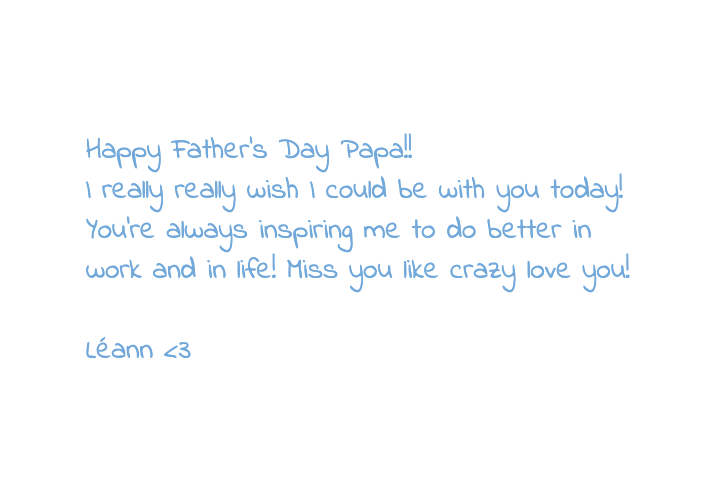 Happy Father's Day Papa!!
I really really wish I could be with you today!
You're always inspiring me to do better in
work and in life! Miss you like crazy love you!
Léann <3